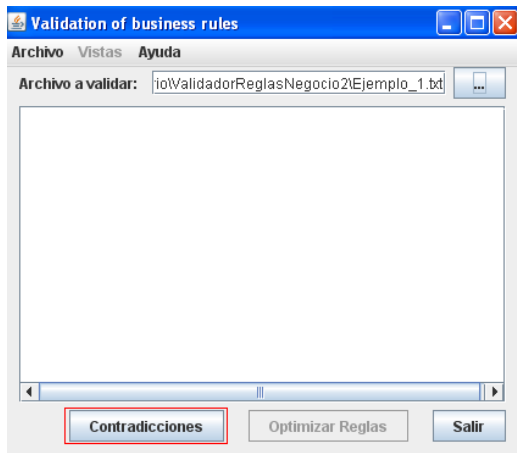 Validation of business rules
Archivo Vistas Ayuda
Archivo a validar: io\ValidadorReglasNegocio2\Ejemplo_1.txt ...
Contradicciones Optimizar Reglas Salir